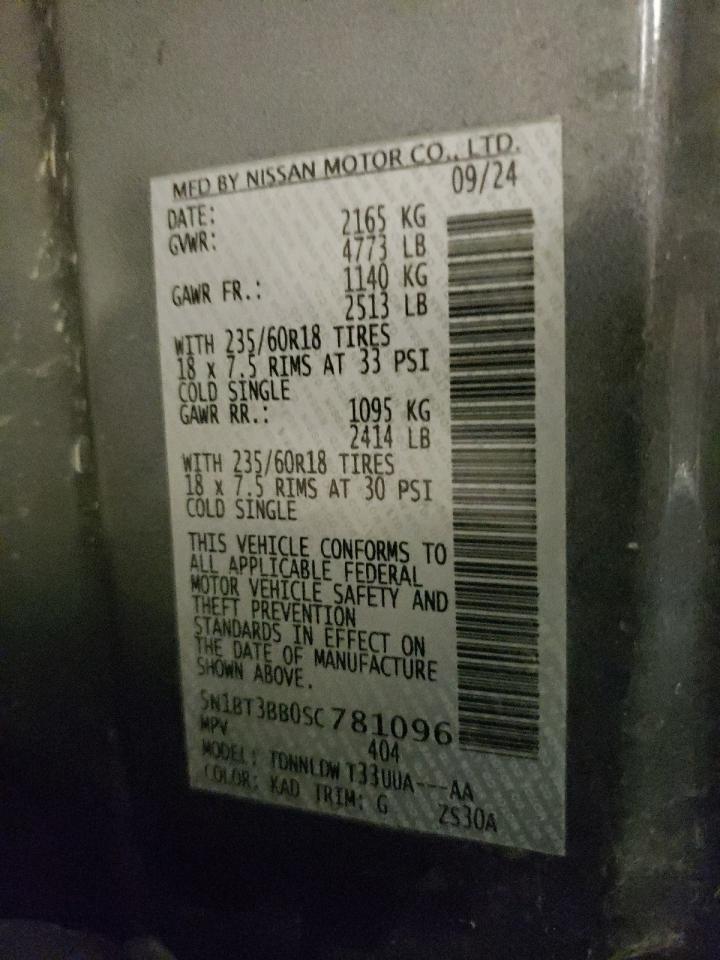 MFD BY NISSAN MOTOR CO., LTD.
DATE: 09/24
GVWR: 2165 KG
4773 LB
GAWR FR.: 1140 KG
2513 LB
WITH 235/60R18 TIRES
18 x 7.5 RIMS AT 33 PSI
COLD SINGLE
GAWR RR.: 1095 KG
2414 LB
WITH 235/60R18 TIRES
18 x 7.5 RIMS AT 30 PSI
COLD SINGLE
THIS VEHICLE CONFORMS TO
ALL APPLICABLE FEDERAL
MOTOR VEHICLE SAFETY AND
THEFT PREVENTION
STANDARDS IN EFFECT ON
THE DATE OF MANUFACTURE
SHOWN ABOVE.
5N1BT3BB0SC781096
MPV 404
MODEL: TDNNLDW T33UUA---AA
COLOR: KAD TRIM: G ZS30A